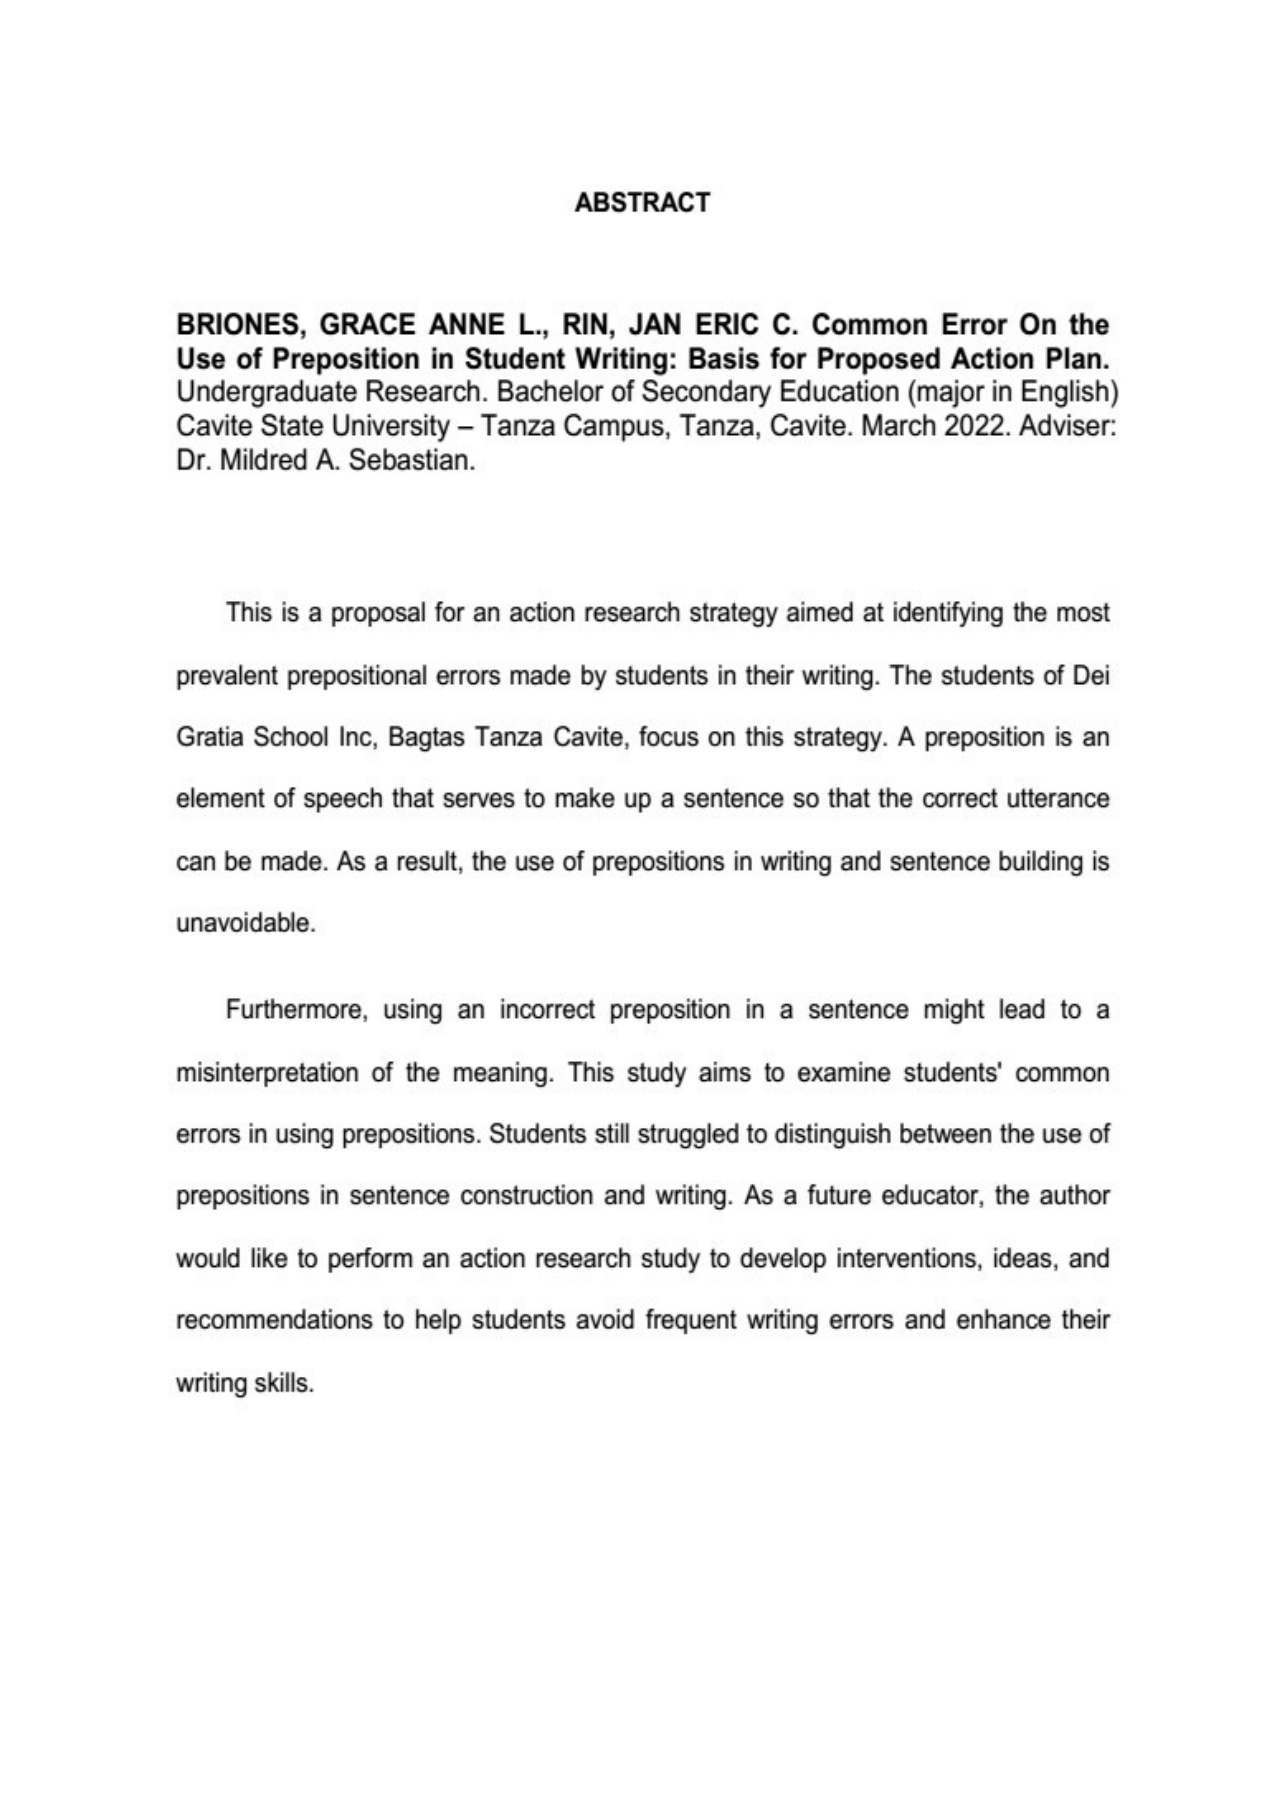 ABSTRACT
BRIONES, GRACE ANNE L., RIN, JAN ERIC C. Common Error On the
Use of Preposition in Student Writing: Basis for Proposed Action Plan.
Undergraduate Research. Bachelor of Secondary Education (major in English)
Cavite State University – Tanza Campus, Tanza, Cavite. March 2022. Adviser:
Dr. Mildred A. Sebastian.
This is a proposal for an action research strategy aimed at identifying the most
prevalent prepositional errors made by students in their writing. The students of Dei
Gratia School Inc, Bagtas Tanza Cavite, focus on this strategy. A preposition is an
element of speech that serves to make up a sentence so that the correct utterance
can be made. As a result, the use of prepositions in writing and sentence building is
unavoidable.
Furthermore, using an incorrect preposition in a sentence might lead to a
misinterpretation of the meaning. This study aims to examine students' common
errors in using prepositions. Students still struggled to distinguish between the use of
prepositions in sentence construction and writing. As a future educator, the author
would like to perform an action research study to develop interventions, ideas, and
recommendations to help students avoid frequent writing errors and enhance their
writing skills.